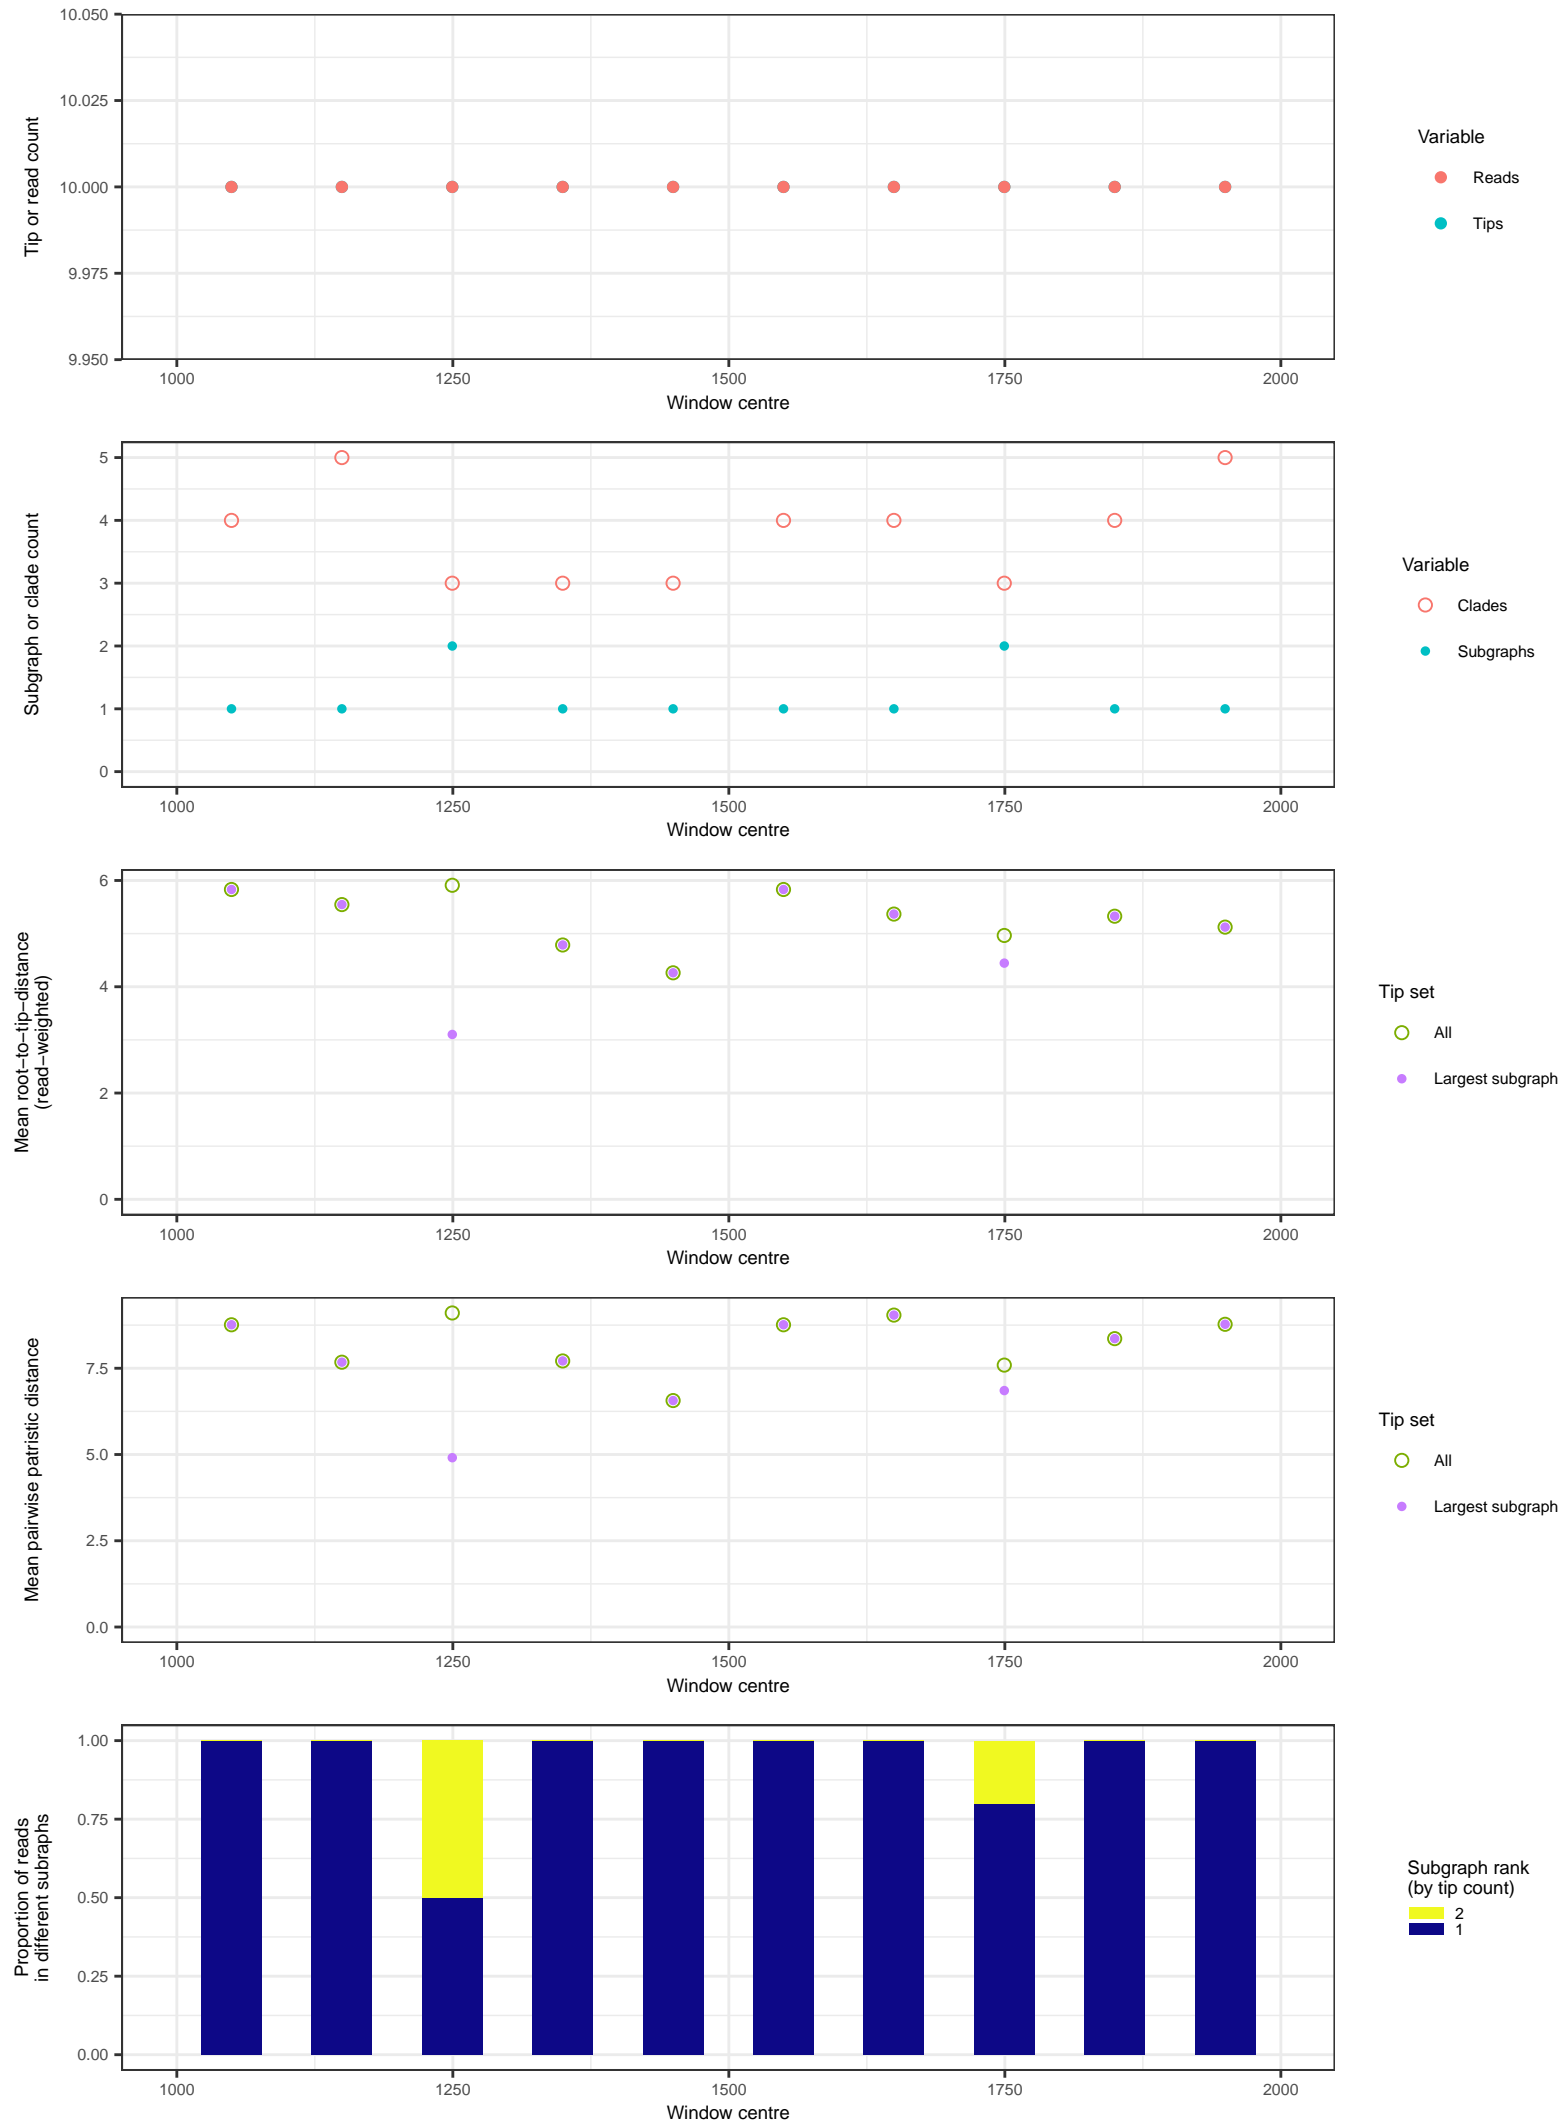 10.050
10.025
10.000
9.975
9.950
Tip or read count
1000 1250 1500 1750 2000
Window centre
Variable
Reads
Tips
5
4
3
2
1
0
Subgraph or clade count
1000 1250 1500 1750 2000
Window centre
Variable
Clades
Subgraphs
6
4
2
0
Mean root−to−tip−distance
(read−weighted)
1000 1250 1500 1750 2000
Window centre
Tip set
All
Largest subgraph
7.5
5.0
2.5
0.0
Mean pairwise patristic distance
1000 1250 1500 1750 2000
Window centre
Tip set
All
Largest subgraph
1.00
0.75
0.50
0.25
0.00
Proportion of reads
in different subraphs
1000 1250 1500 1750 2000
Window centre
Subgraph rank
(by tip count)
2
1